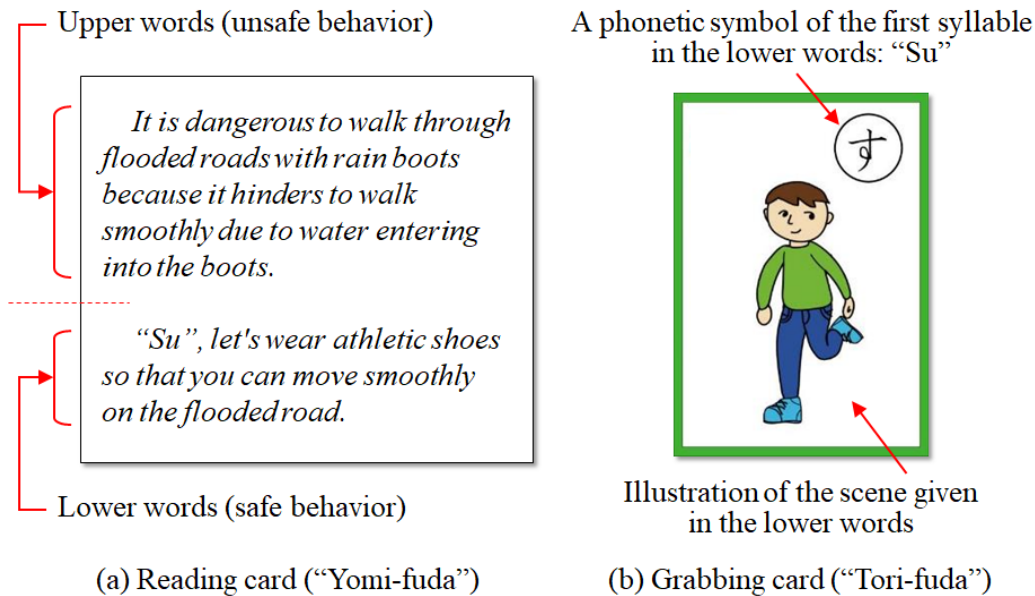 Upper words (unsafe behavior)
It is dangerous to walk through
flooded roads with rain boots
because it hinders to walk
smoothly due to water entering
into the boots.
“Su”, let's wear athletic shoes
so that you can move smoothly
on the flooded road.
Lower words (safe behavior)
(a) Reading card (“Yomi-fuda”)
A phonetic symbol of the first syllable
in the lower words: “Su”
す
Illustration of the scene given
in the lower words
(b) Grabbing card (“Tori-fuda”)